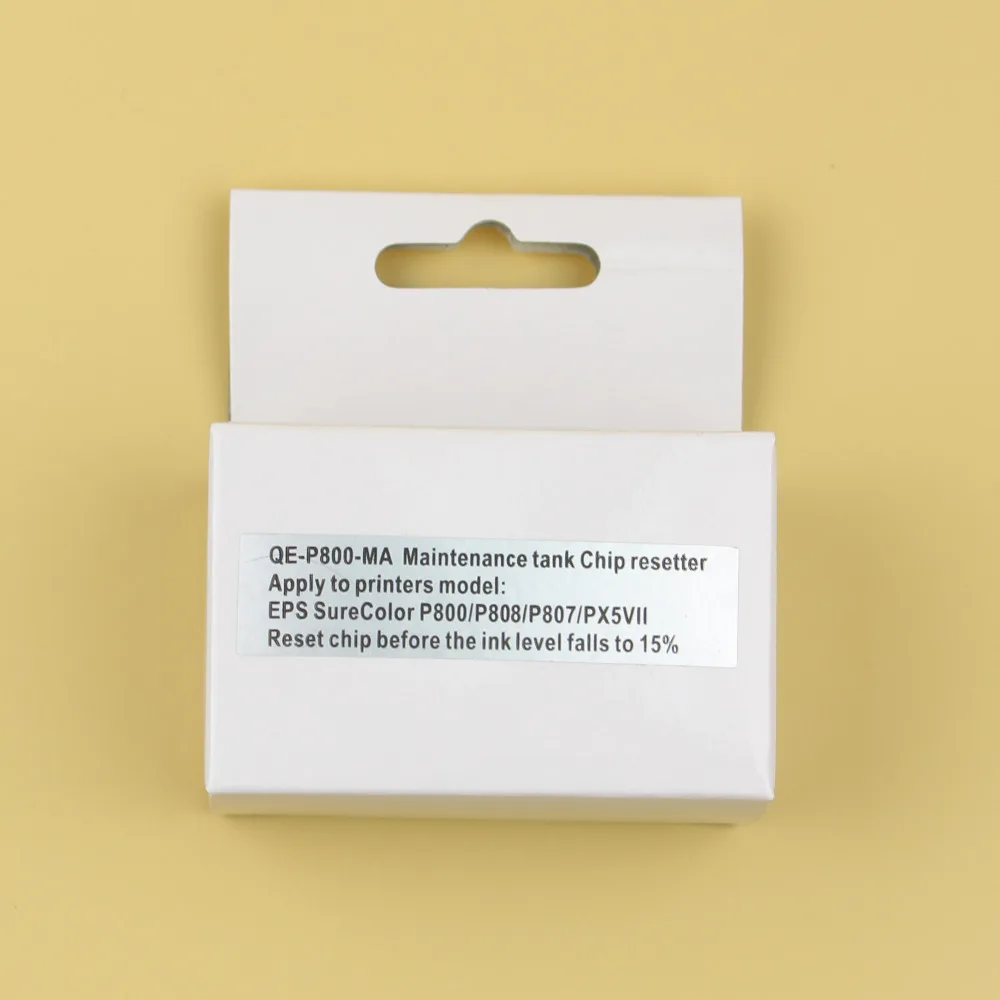 QE-P800-MA Maintenance tank Chip resetter
Apply to printers model:
EPS SureColor P800/P808/P807/PX5VII
Reset chip before the ink level falls to 15%